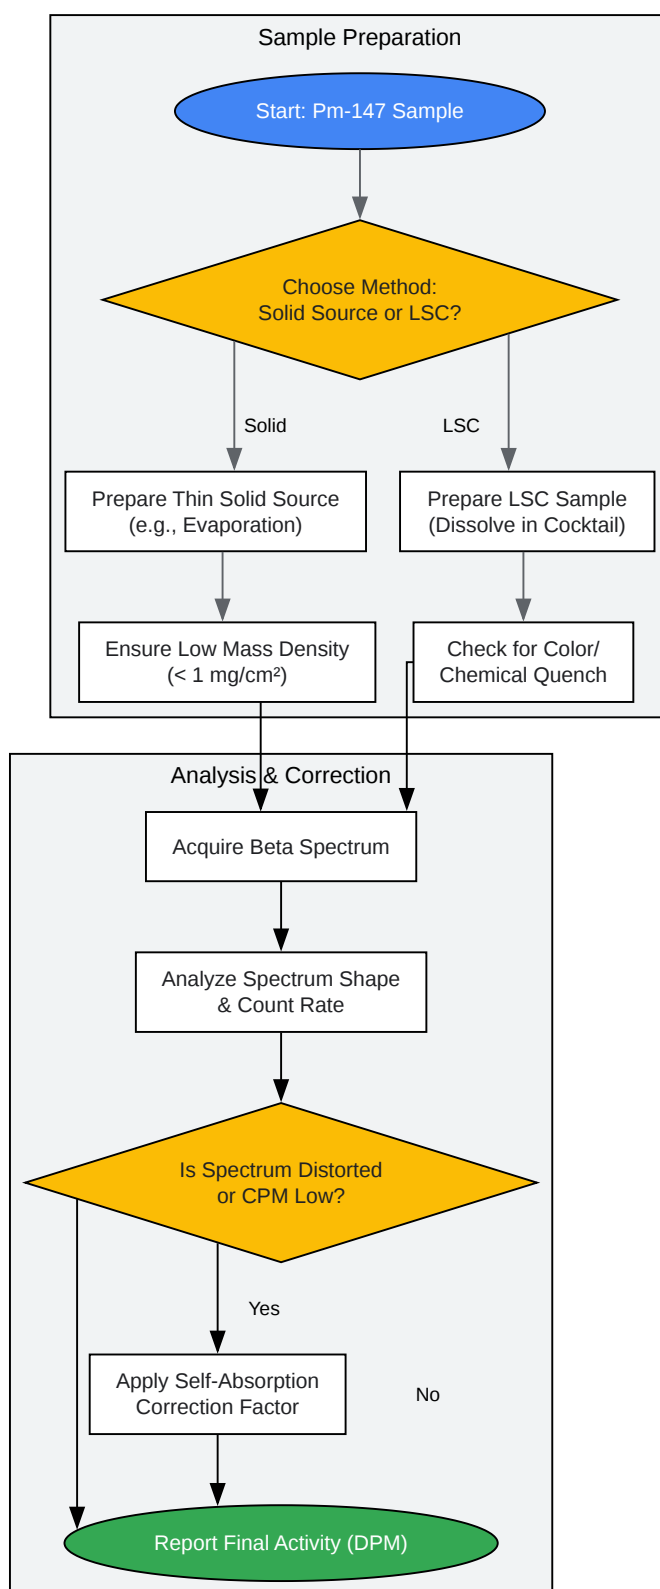 Sample Preparation
Start: Pm-147 Sample
Choose Method:
Solid Source or LSC?
Solid
LSC
Prepare Thin Solid Source
(e.g., Evaporation)
Prepare LSC Sample
(Dissolve in Cocktail)
Ensure Low Mass Density
(< 1 mg/cm²)
Check for Color/
Chemical Quench
Analysis & Correction
Acquire Beta Spectrum
Analyze Spectrum Shape
& Count Rate
Is Spectrum Distorted
or CPM Low?
Yes
Apply Self-Absorption
Correction Factor
No
Report Final Activity (DPM)